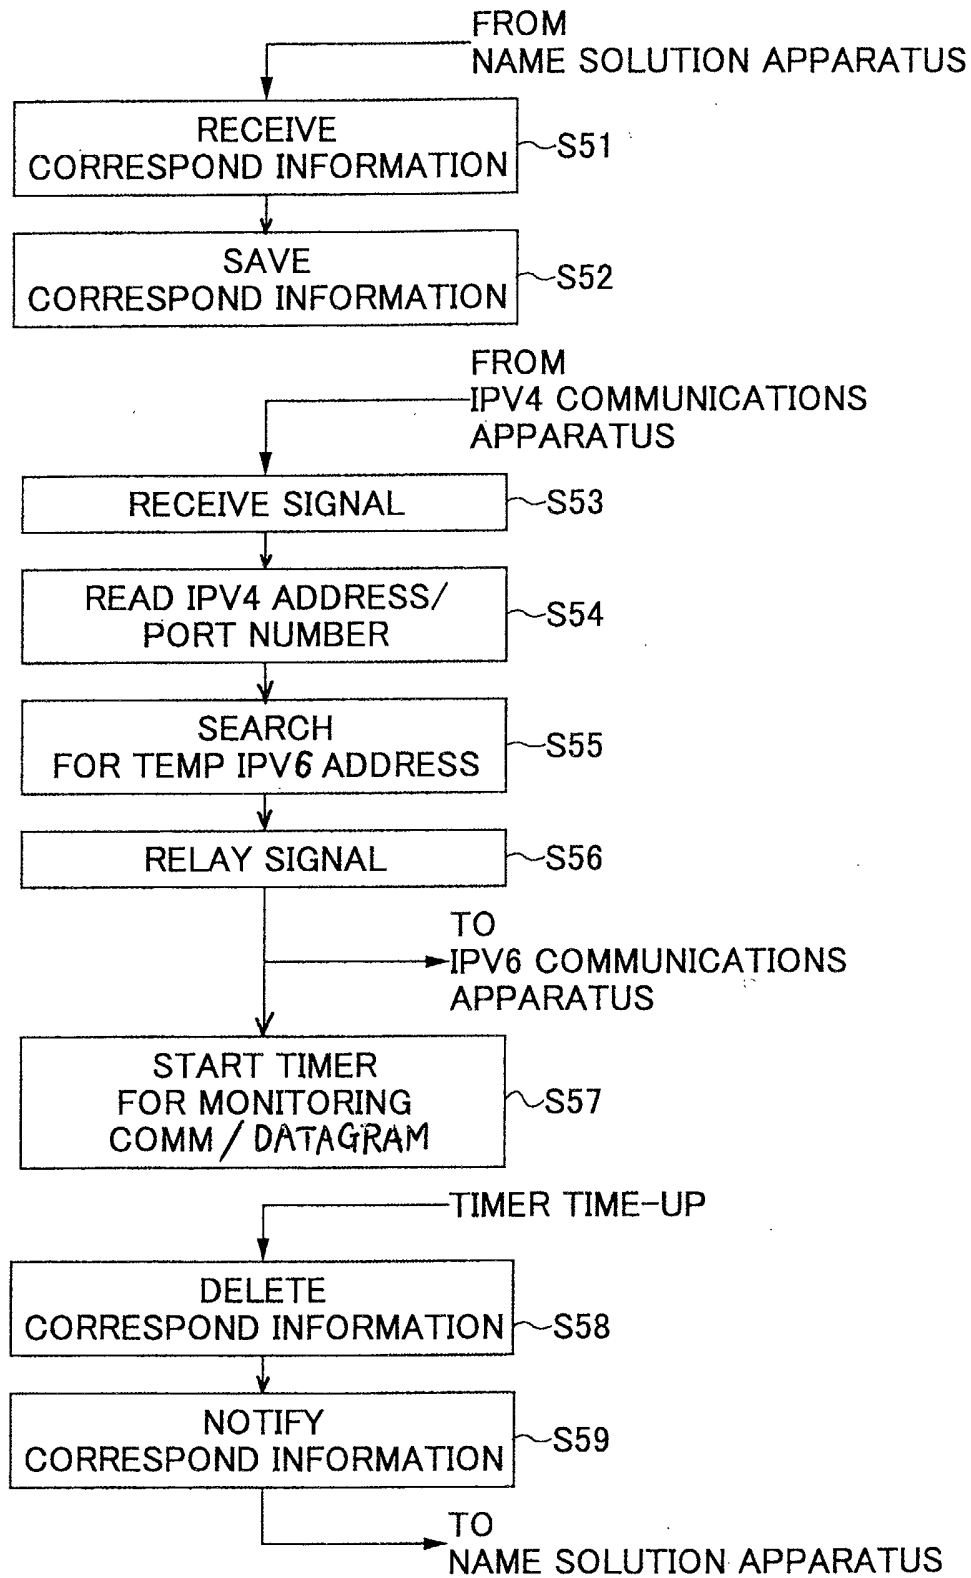 FROM
NAME SOLUTION APPARATUS
RECEIVE
CORRESPOND INFORMATION
S51
SAVE
CORRESPOND INFORMATION
S52
FROM
IPV4 COMMUNICATIONS
APPARATUS
RECEIVE SIGNAL
S53
READ IPV4 ADDRESS/
PORT NUMBER
S54
SEARCH
FOR TEMP IPV6 ADDRESS
S55
RELAY SIGNAL
S56
TO
IPV6 COMMUNICATIONS
APPARATUS
START TIMER
FOR MONITORING
COMM/DATAGRAM
S57
TIMER TIME-UP
DELETE
CORRESPOND INFORMATION
S58
NOTIFY
CORRESPOND INFORMATION
S59
TO
NAME SOLUTION APPARATUS